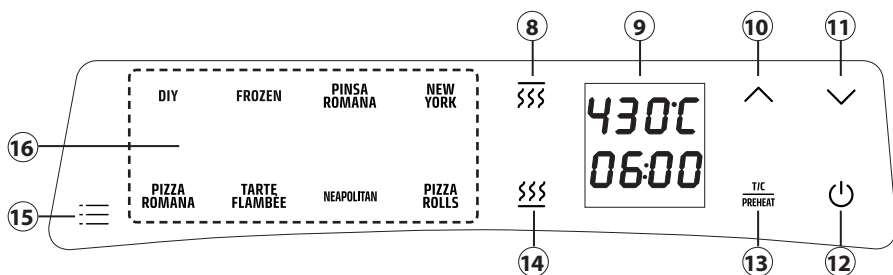 8
9
10
11
DIY
FROZEN
PINSA
ROMANA
NEW
YORK
430°C
06:00
16
PIZZA
ROMANA
TARTE
FLAMBÉE
NEAPOLITAN
PIZZA
ROLLS
T/C
PREHEAT
15
14
13
12